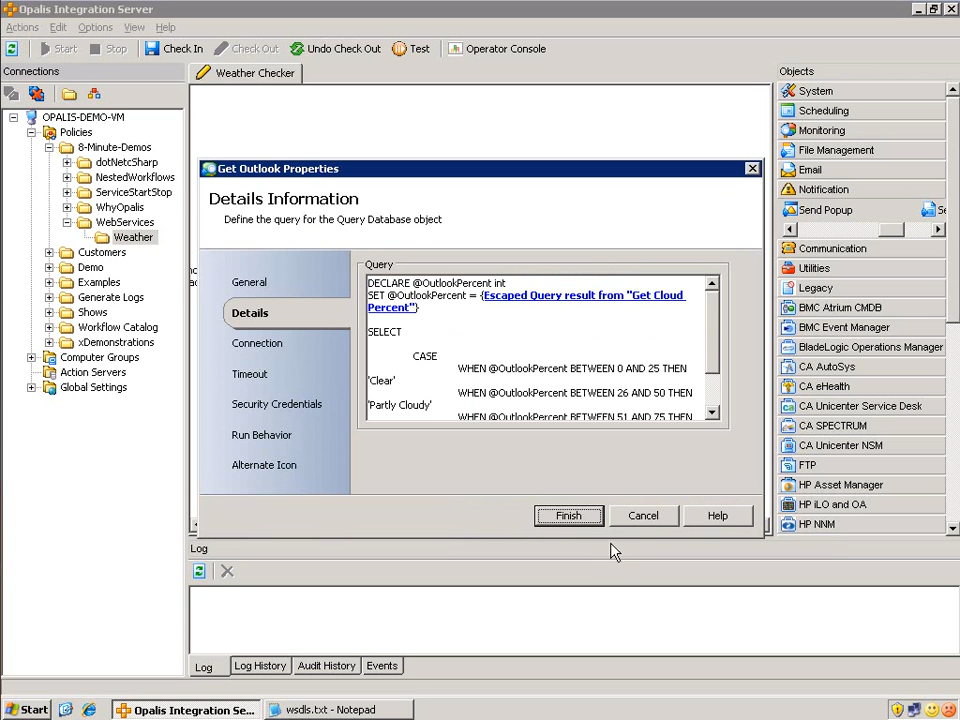 Opalis Integration Server
Actions Edit Options View Help
Start Stop Check In Check Out Undo Check Out Test Operator Console
Connections
OPALIS-DEMO-VM
Policies
8-Minute-Demos
dotNetcSharp
NestedWorkflows
ServiceStartStop
WhyOpalis
WebServices
Weather
Customers
Demo
Examples
Generate Logs
Shows
Workflow Catalog
xDemonstrations
Computer Groups
Action Servers
Global Settings
Weather Checker
Get Outlook Properties
Details Information
Define the query for the Query Database object
General
Details
Connection
Timeout
Security Credentials
Run Behavior
Alternate Icon
Query
DECLARE @OutlookPercent int
SET @OutlookPercent = {Escaped Query result from "Get Cloud
Percent"}
SELECT
CASE
WHEN @OutlookPercent BETWEEN 0 AND 25 THEN
'Clear'
WHEN @OutlookPercent BETWEEN 26 AND 50 THEN
'Partly Cloudy'
WHEN @OutlookPercent BETWEEN 51 AND 75 THEN
Finish Cancel Help
Objects
System
Scheduling
Monitoring
File Management
Email
Notification
Send Popup
Communication
Utilities
Legacy
BMC Atrium CMDB
BMC Event Manager
BladeLogic Operations Manager
CA AutoSys
CA eHealth
CA Unicenter Service Desk
CA SPECTRUM
CA Unicenter NSM
FTP
HP Asset Manager
HP iLO and OA
HP NNM
Log
Log Log History Audit History Events
Start Opalis Integration Se... wsdls.txt - Notepad